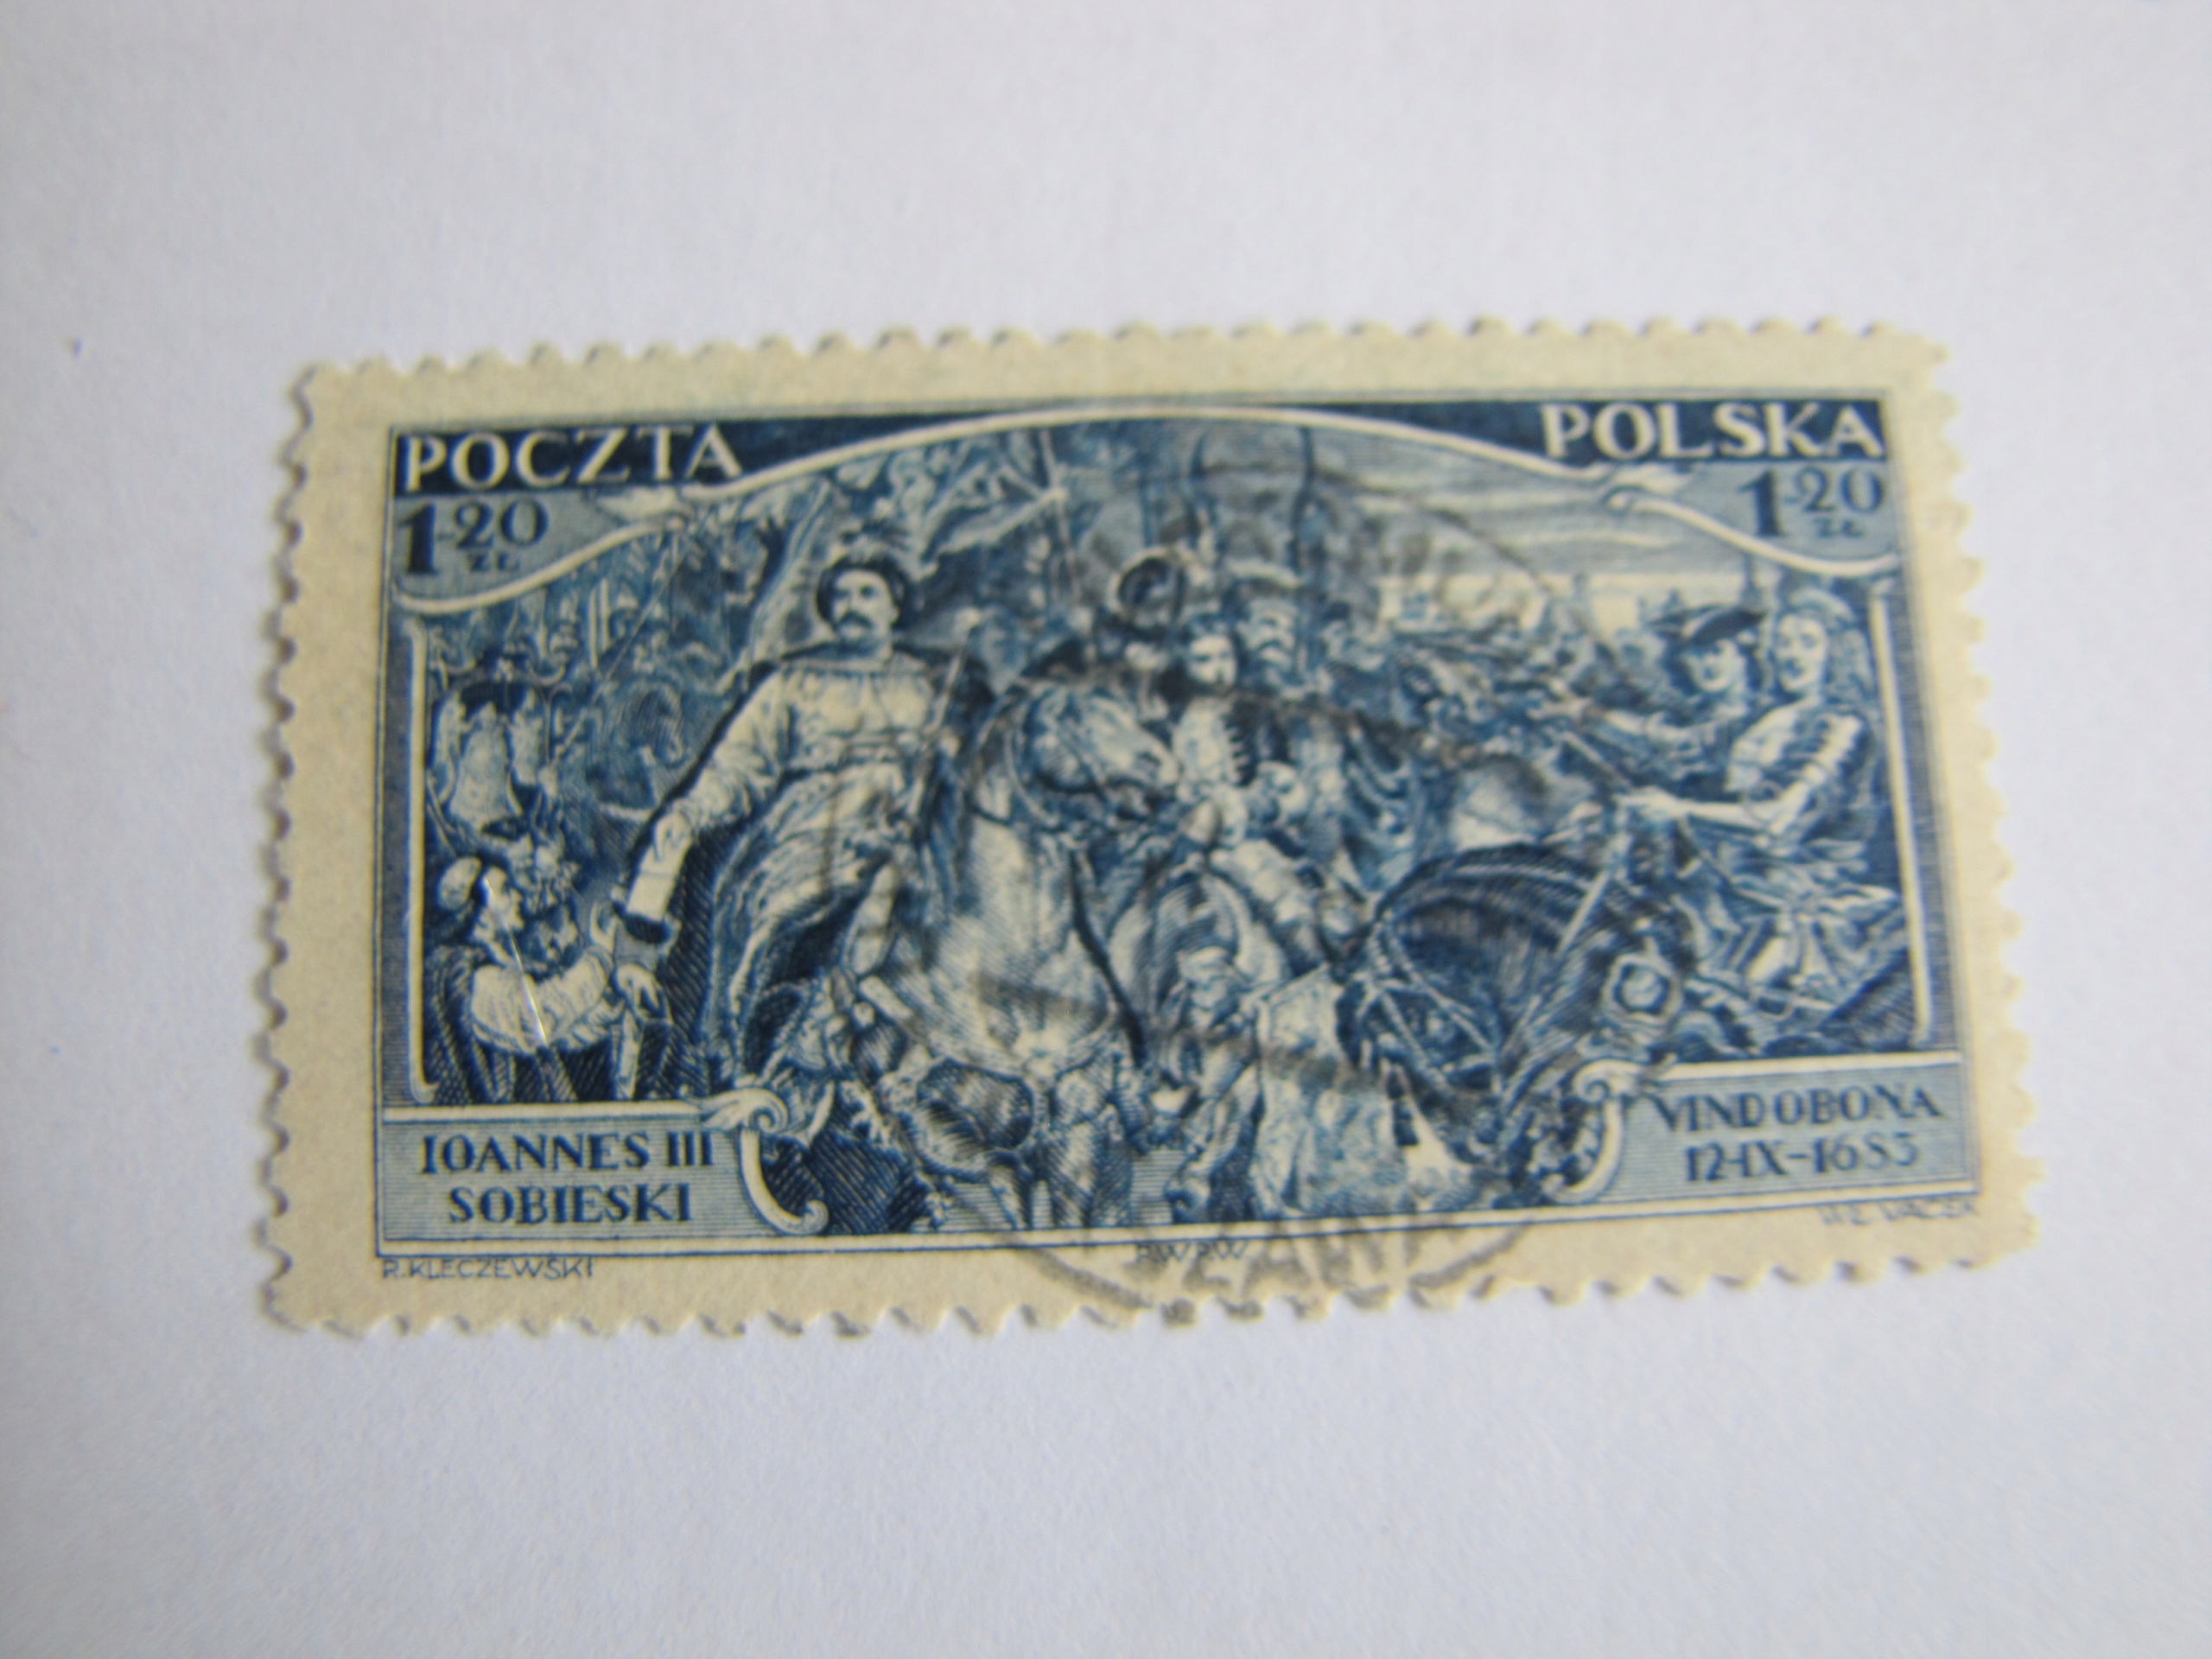 POCZTA POLSKA
1·20 ZŁ 1·20 ZŁ
IOANNES III
SOBIESKI
VINDOBONA
12-IX-1683
R. KLECZEWSKI P.W.P.W.